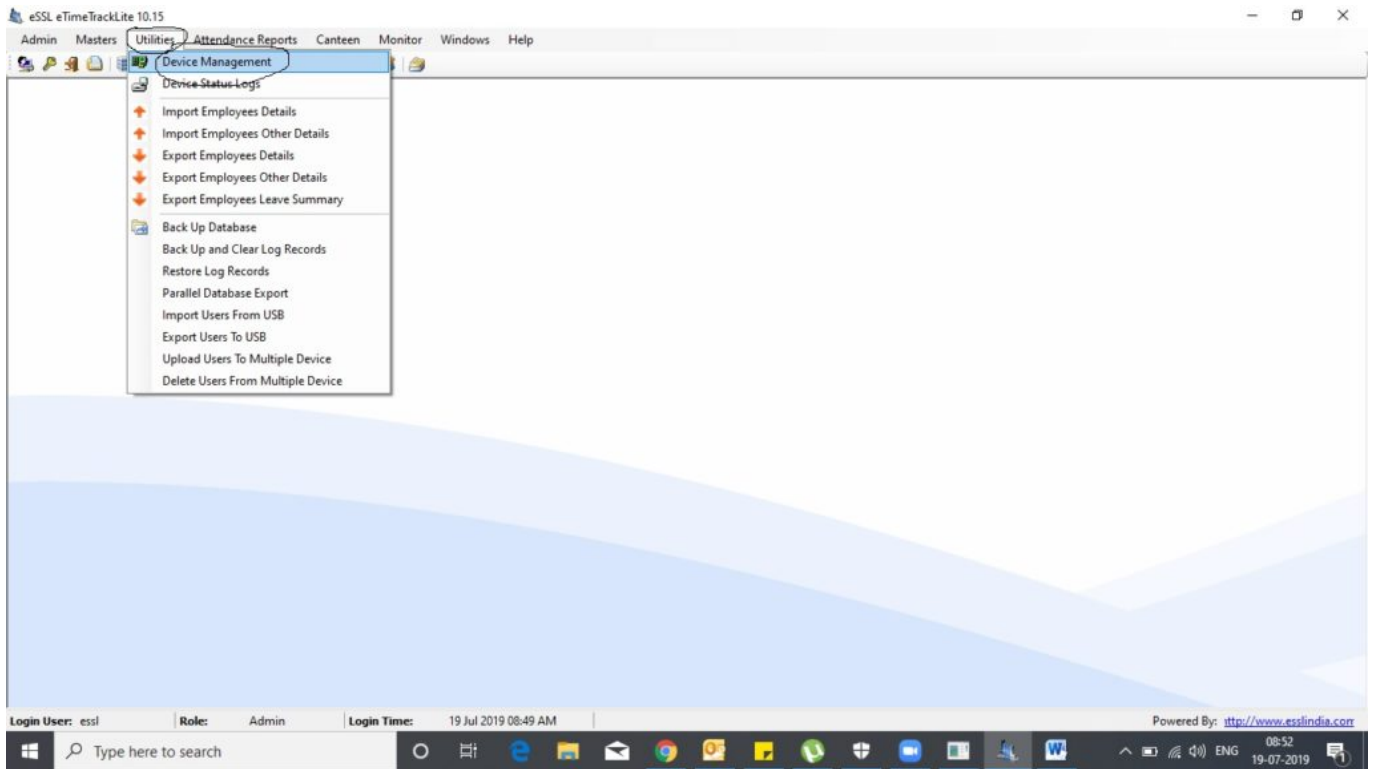 eSSL eTimeTrackLite 10.15
Admin Masters Utilities Attendance Reports Canteen Monitor Windows Help
Device Management
Device Status Logs
Import Employees Details
Import Employees Other Details
Export Employees Details
Export Employees Other Details
Export Employees Leave Summary
Back Up Database
Back Up and Clear Log Records
Restore Log Records
Parallel Database Export
Import Users From USB
Export Users To USB
Upload Users To Multiple Device
Delete Users From Multiple Device
Login User: essl Role: Admin Login Time: 19 Jul 2019 08:49 AM Powered By: http://www.esslindia.com
Type here to search ENG 08:52
19-07-2019